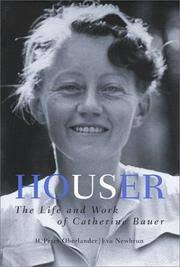 HOUSER
The Life and Work
of Catherine Bauer
H. Peter Oberlander / Eva Newbrun